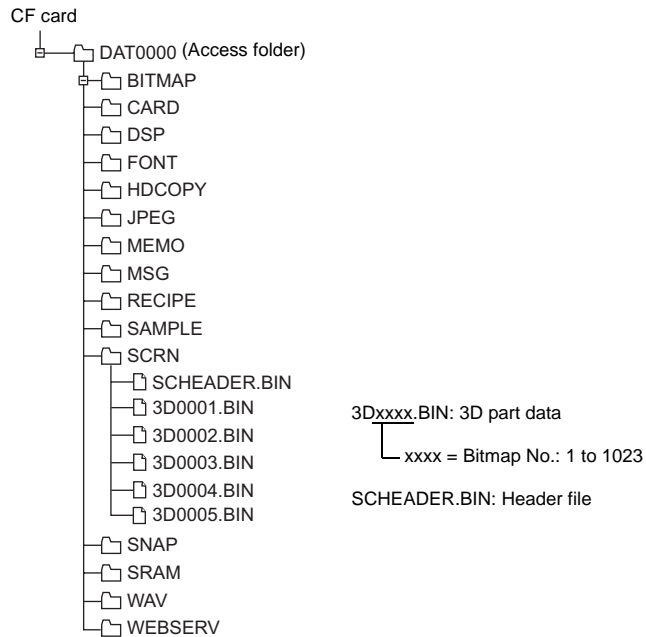 CF card
DAT0000 (Access folder)
BITMAP
CARD
DSP
FONT
HDCOPY
JPEG
MEMO
MSG
RECIPE
SAMPLE
SCRN
SCHEADER.BIN
3D0001.BIN
3D0002.BIN
3D0003.BIN
3D0004.BIN
3D0005.BIN
3Dxxxx.BIN: 3D part data
xxxx = Bitmap No.: 1 to 1023
SCHEADER.BIN: Header file
SNAP
SRAM
WAV
WEBSERV